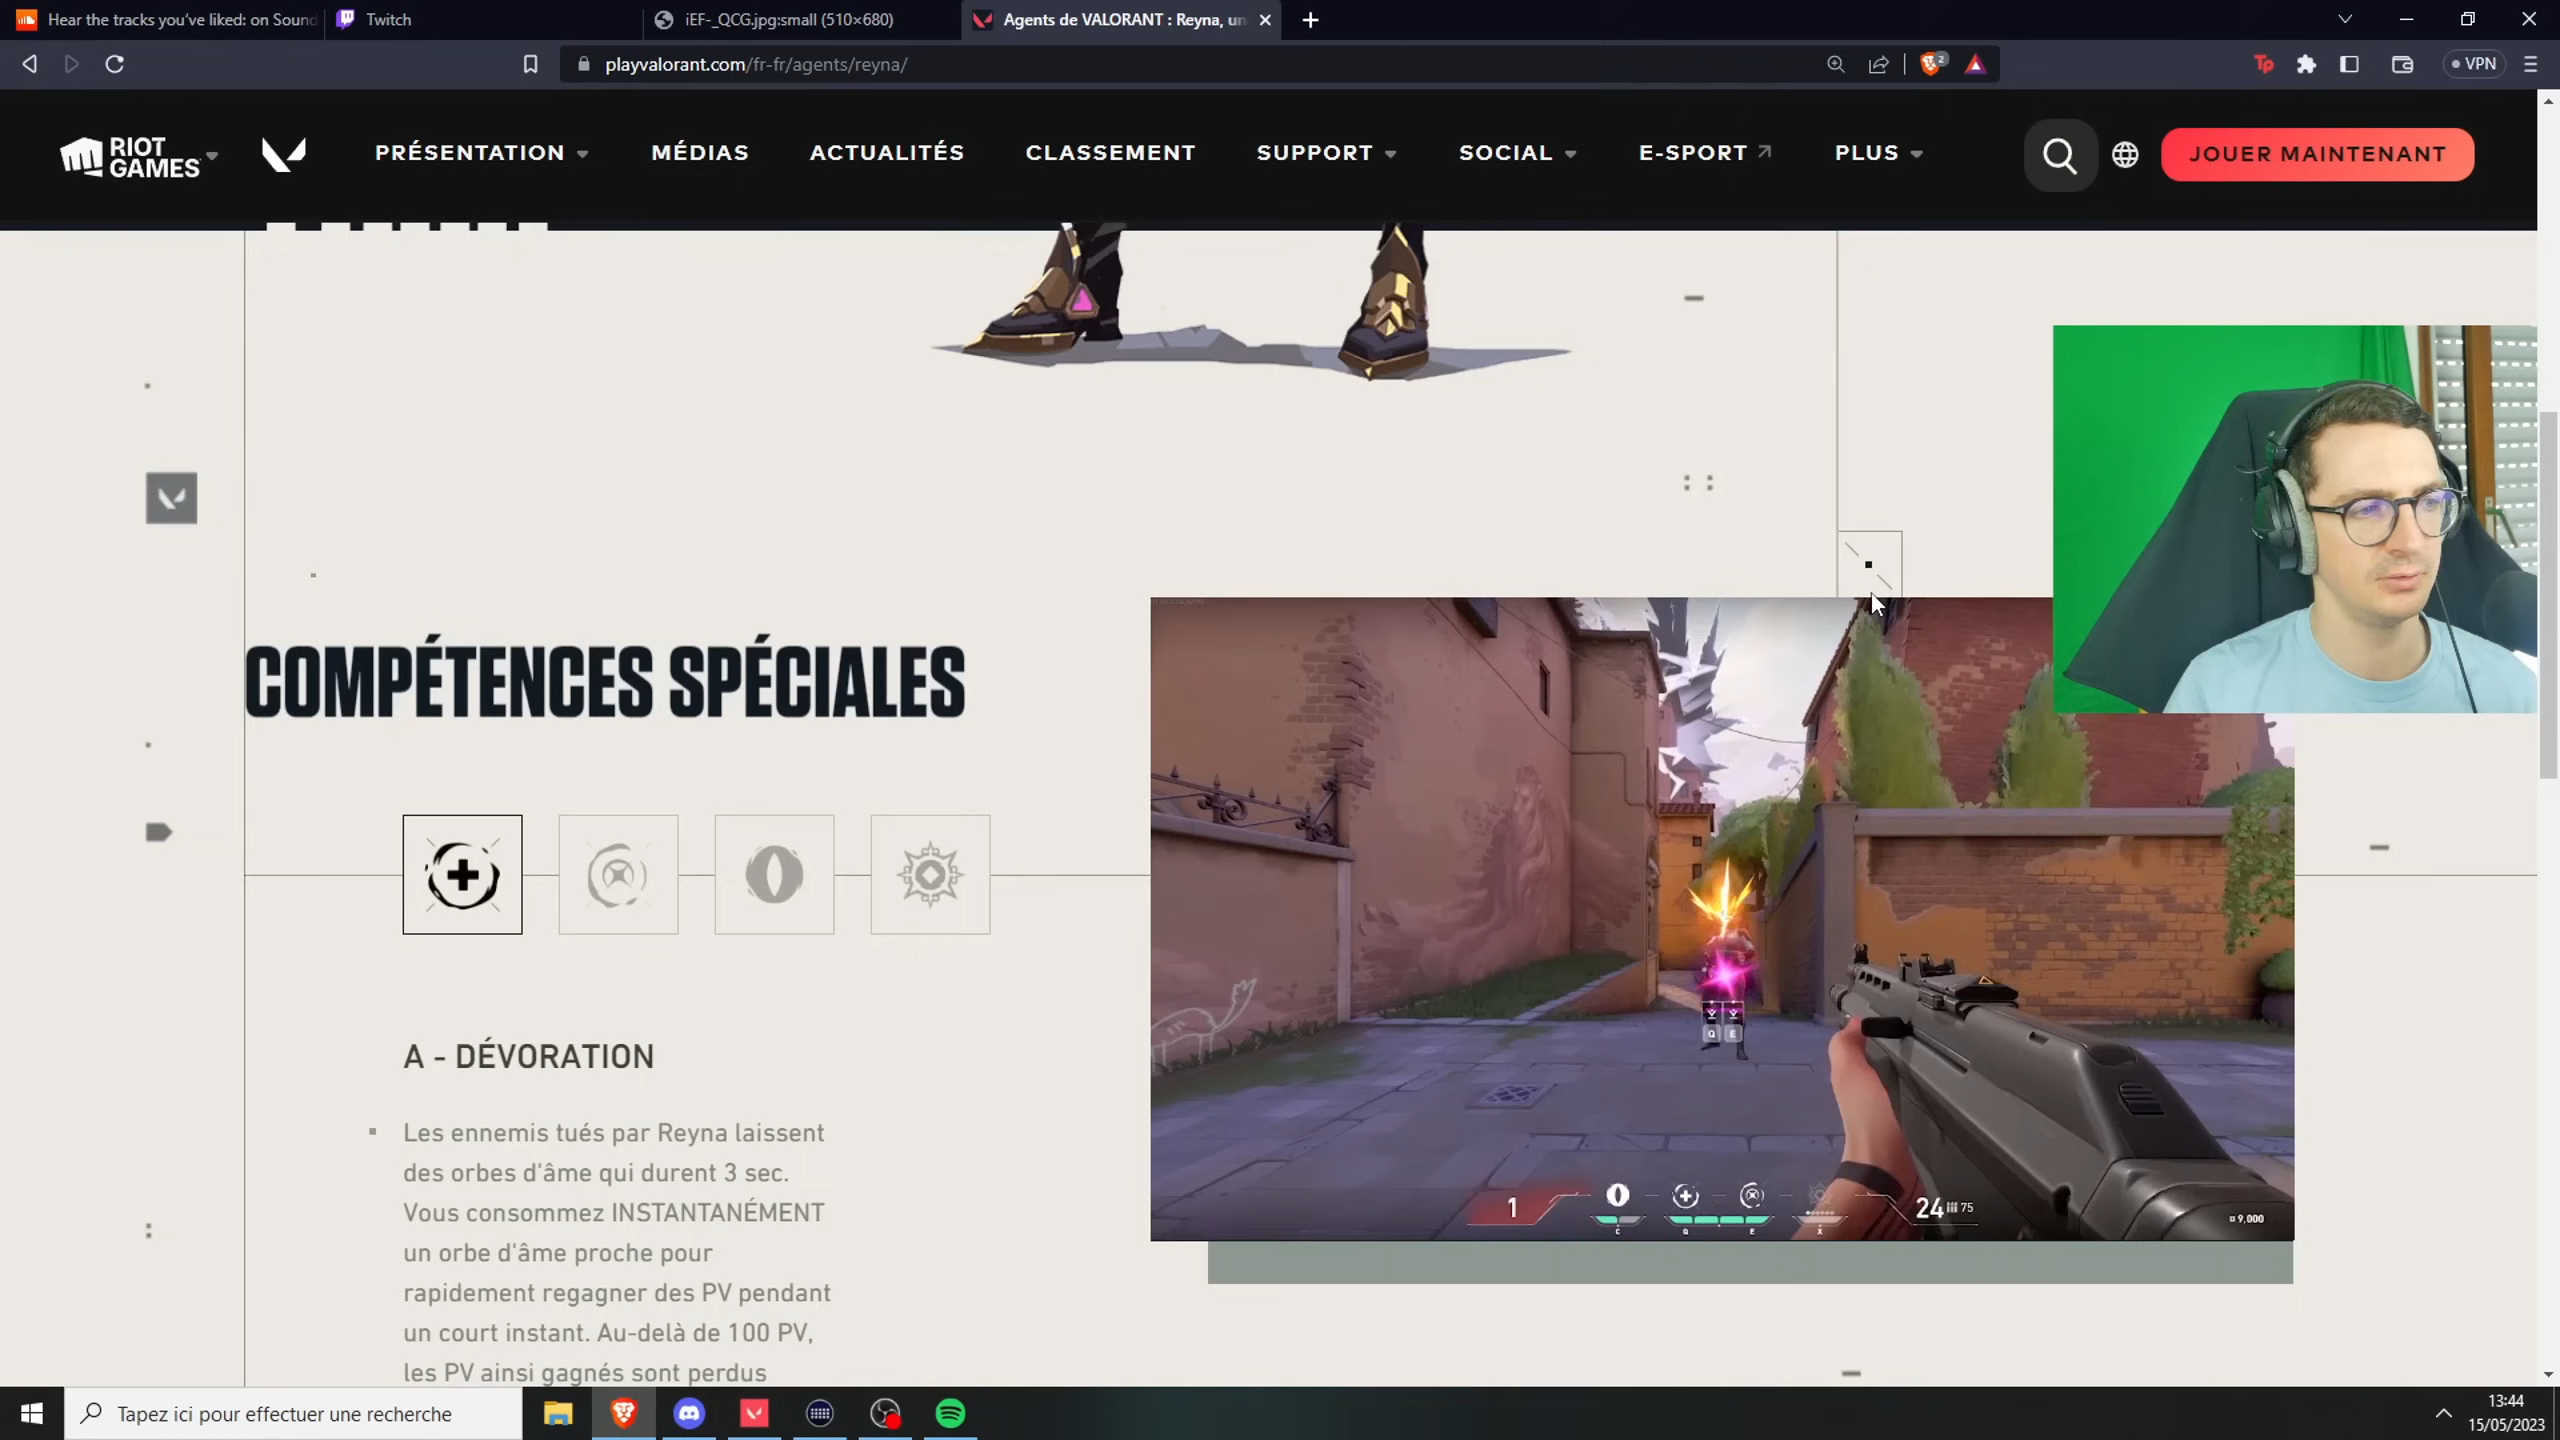 Hear the tracks you've liked: on Soun
Twitch
iEF-_QCG.jpg:small (510×680)
Agents de VALORANT : Reyna, un
playvalorant.com/fr-fr/agents/reyna/
2
Tp
VPN
RIOT
GAMES
PRÉSENTATION
MÉDIAS
ACTUALITÉS
CLASSEMENT
SUPPORT
SOCIAL
E-SPORT
PLUS
JOUER MAINTENANT
COMPÉTENCES SPÉCIALES
A - DÉVORATION
Les ennemis tués par Reyna laissent
des orbes d'âme qui durent 3 sec.
Vous consommez INSTANTANÉMENT
un orbe d'âme proche pour
rapidement regagner des PV pendant
un court instant. Au-delà de 100 PV,
les PV ainsi gagnés sont perdus
Q E
1
C
Q
E
X
24 75
9,000
Tapez ici pour effectuer une recherche
13:44
15/05/2023